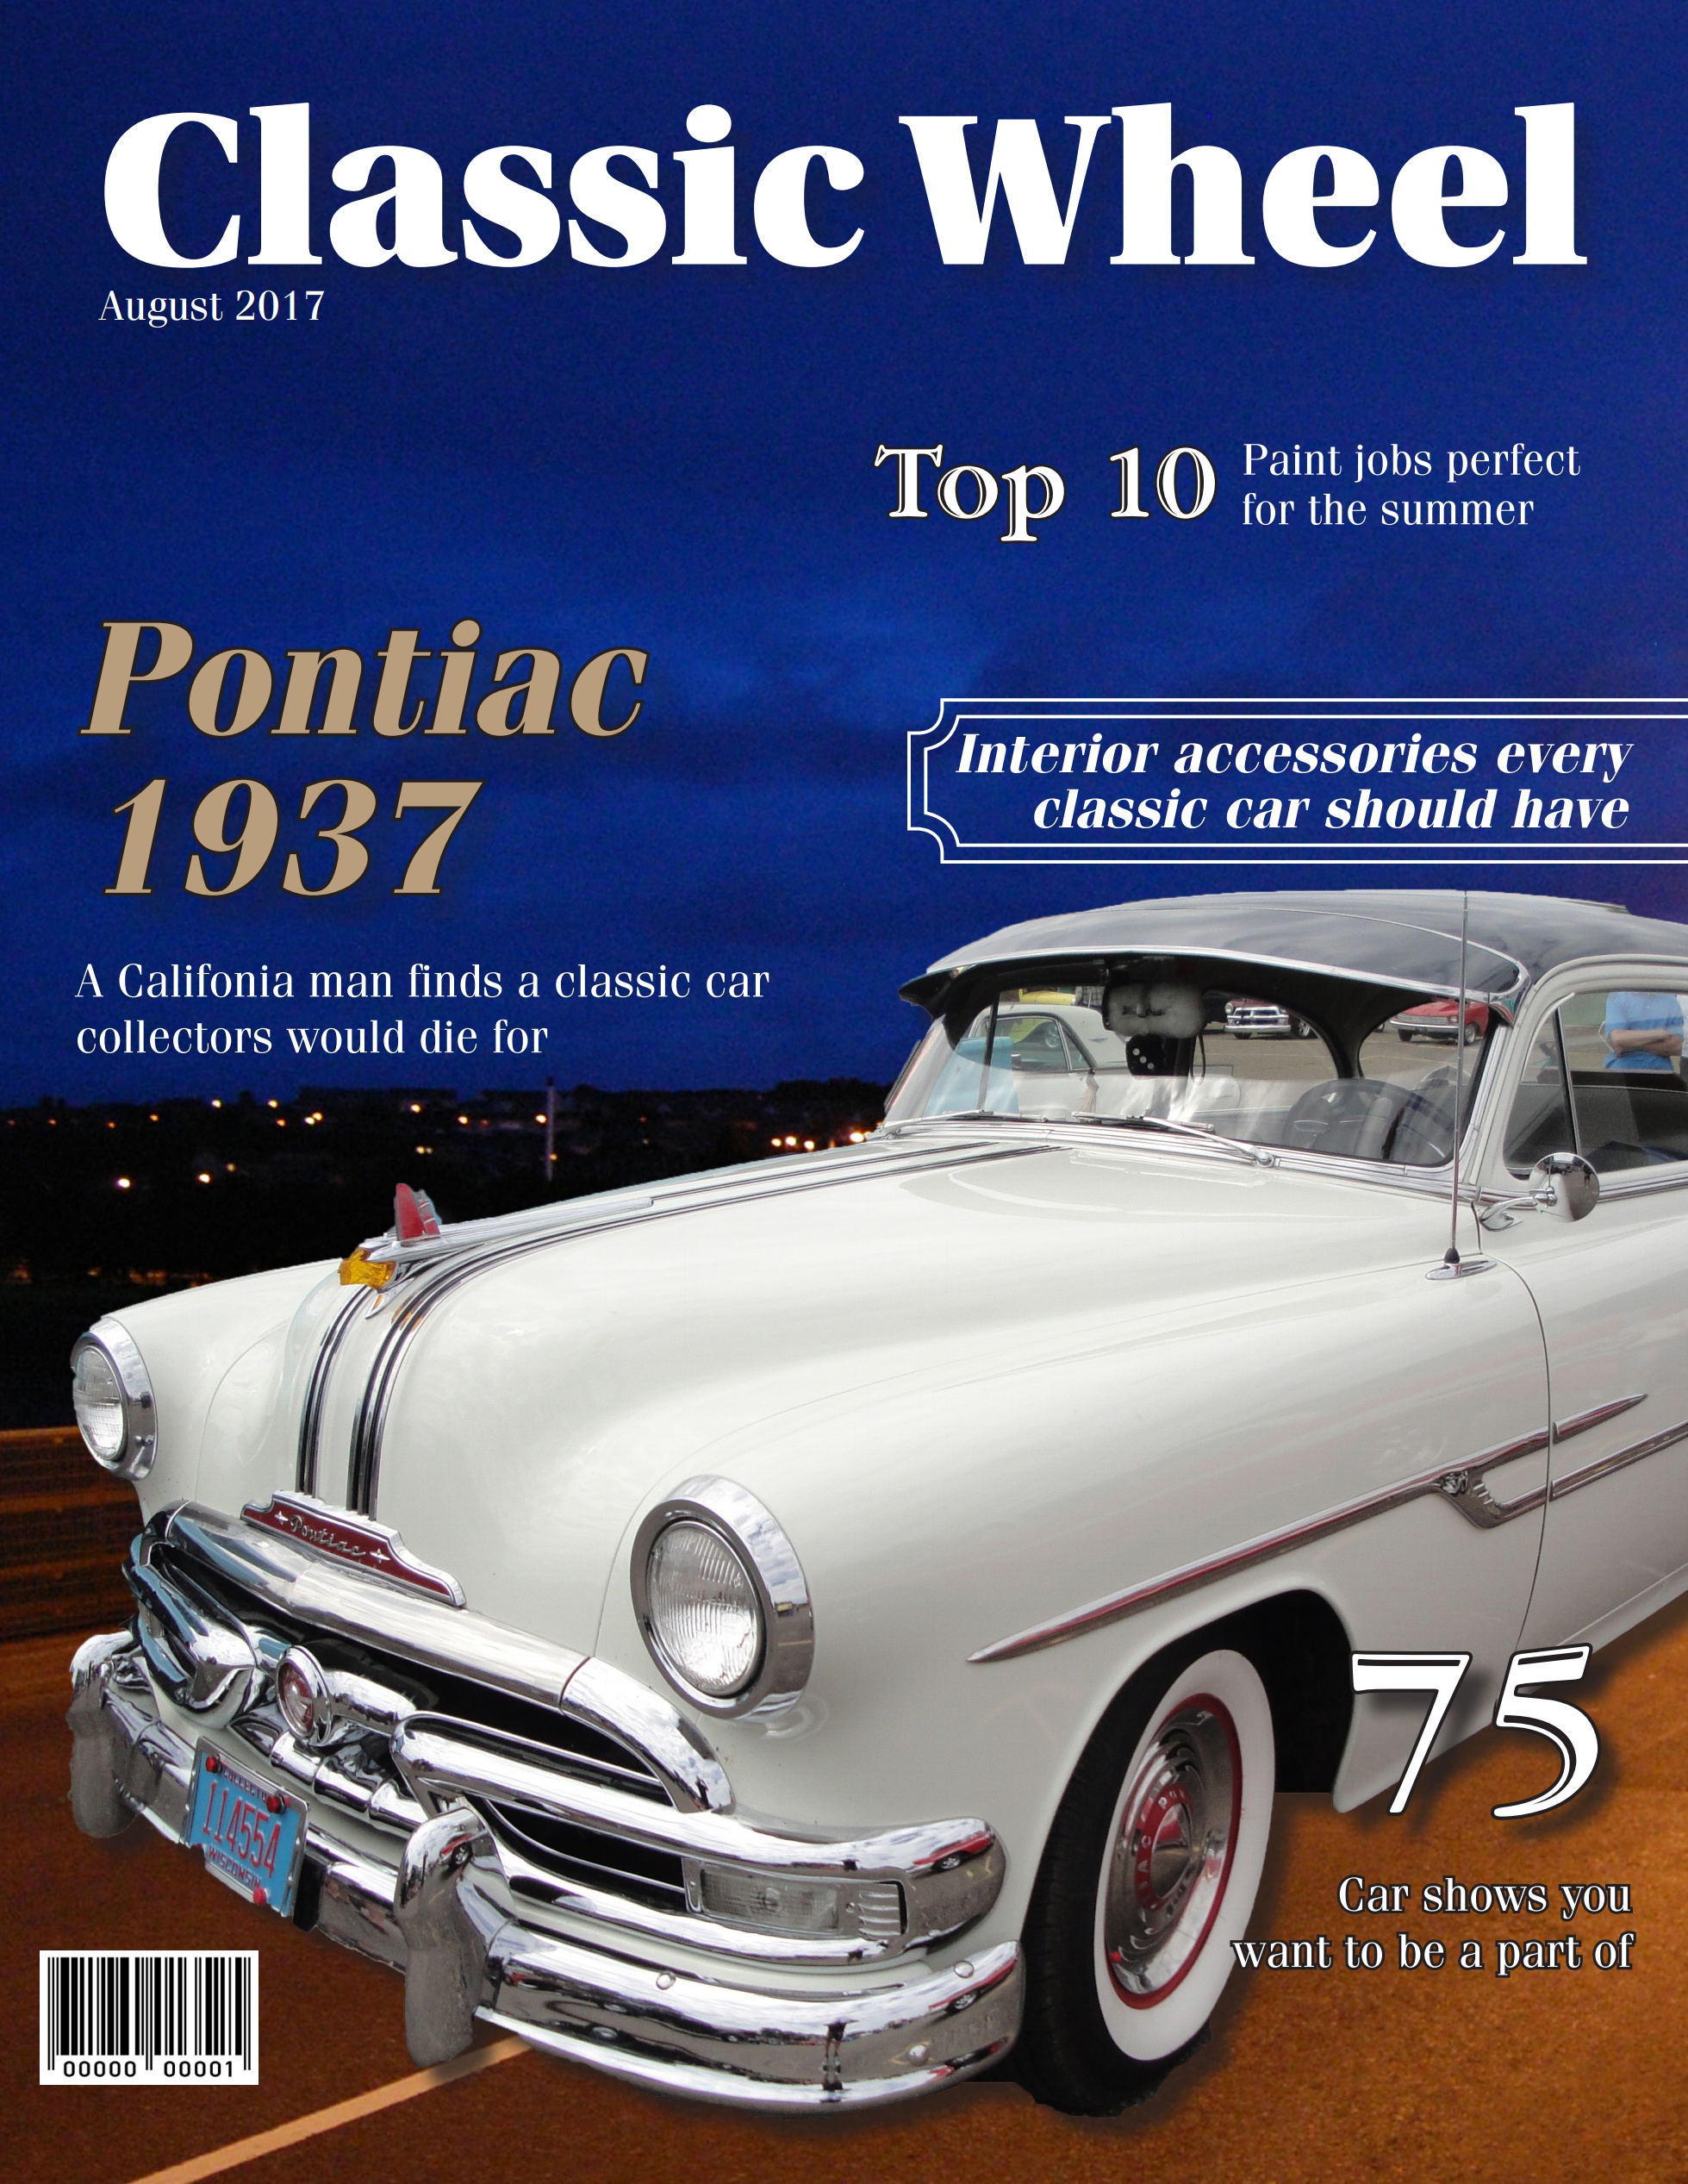 Classic Wheel
August 2017
Top 10
Paint jobs perfect
for the summer
Pontiac
1937
Interior accessories every
classic car should have
A Califonia man finds a classic car
collectors would die for
Pontiac
114554
WISCONSIN
75
Car shows you
want to be a part of
00000 00001